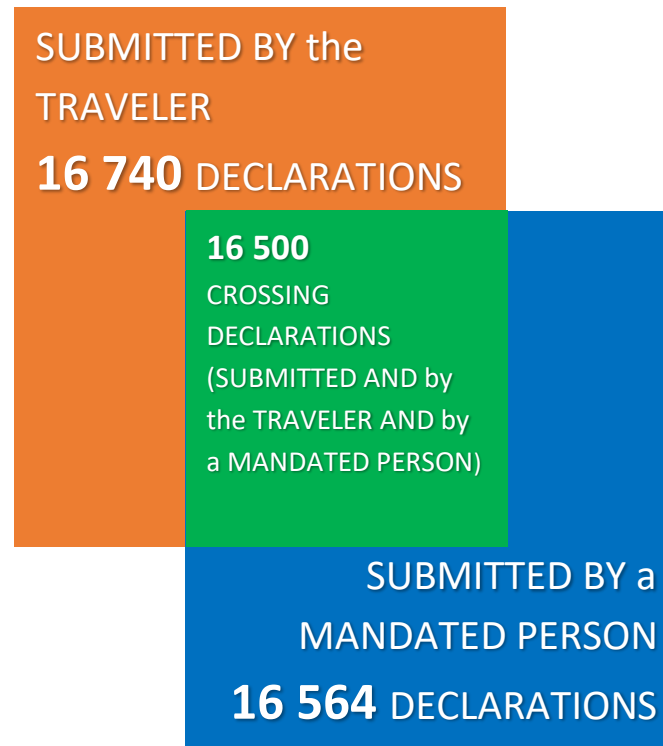 SUBMITTED BY the
TRAVELER
16 740 DECLARATIONS
16 500
CROSSING
DECLARATIONS
(SUBMITTED AND by
the TRAVELER AND by
a MANDATED PERSON)
SUBMITTED BY a
MANDATED PERSON
16 564 DECLARATIONS